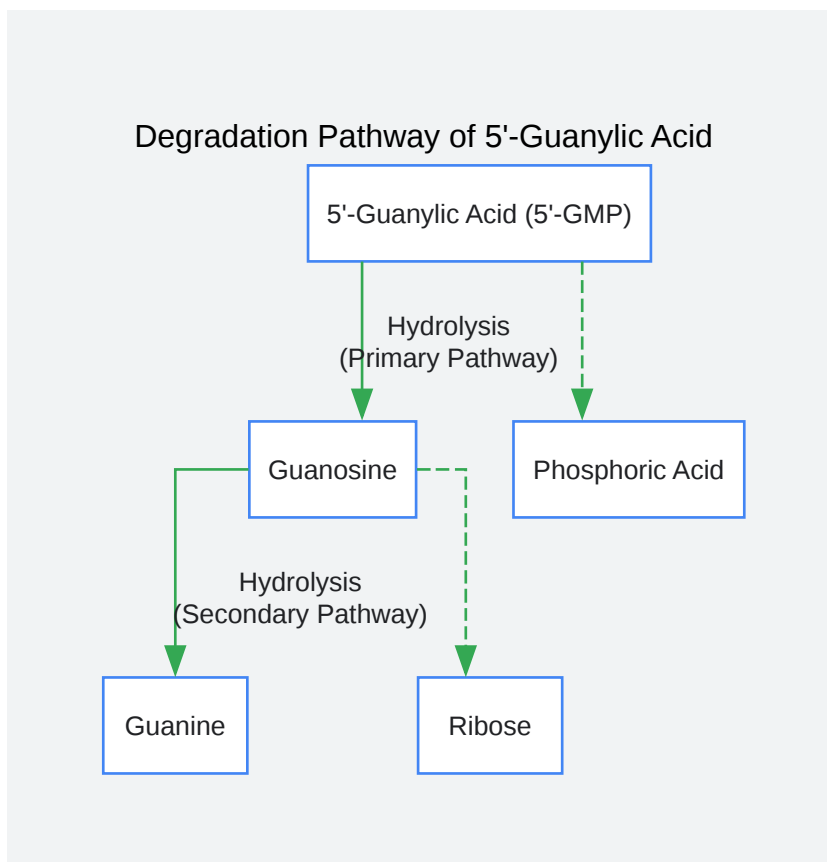 Degradation Pathway of 5'-Guanylic Acid
5'-Guanylic Acid (5'-GMP)
Hydrolysis
(Primary Pathway)
Guanosine
Phosphoric Acid
Hydrolysis
(Secondary Pathway)
Guanine
Ribose